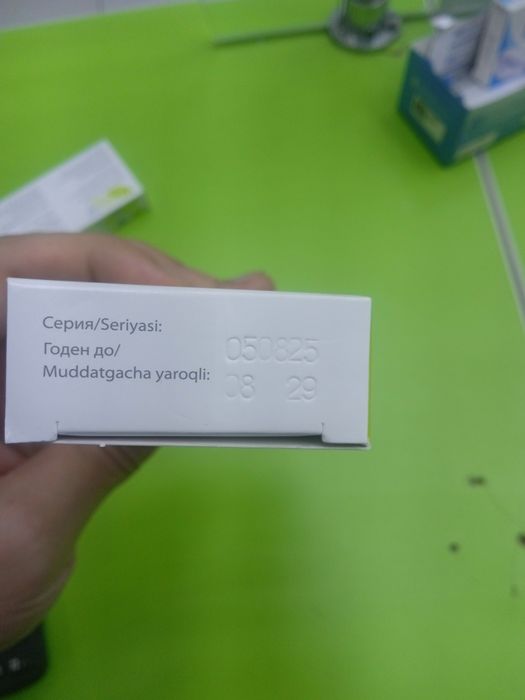 Серия/Seriyasi: 050825
Годен до/
Muddatgacha yaroqli: 08 29